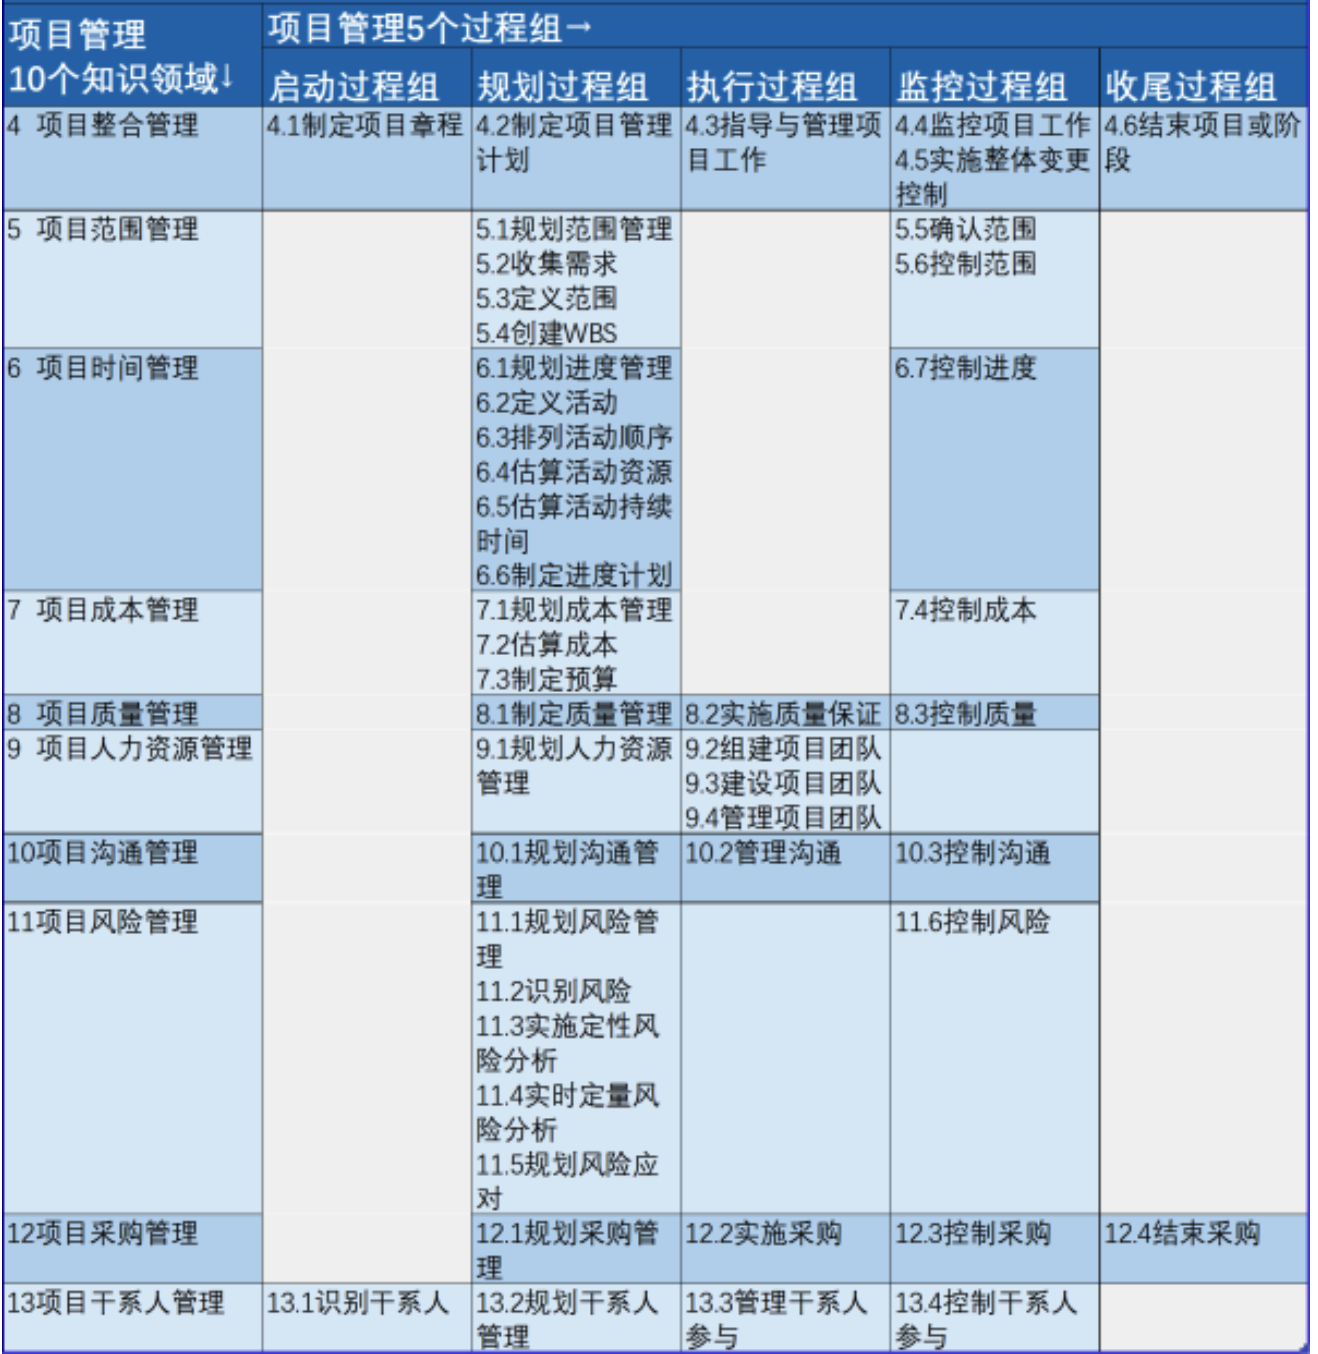 项目管理
10个知识领域↓
项目管理5个过程组→
启动过程组 规划过程组 执行过程组 监控过程组 收尾过程组
4 项目整合管理
4.1制定项目章程
4.2制定项目管理
计划
4.3指导与管理项
目工作
4.4监控项目工作
4.5实施整体变更
控制
4.6结束项目或阶
段
5 项目范围管理
5.1规划范围管理
5.2收集需求
5.3定义范围
5.4创建WBS
5.5确认范围
5.6控制范围
6 项目时间管理
6.1规划进度管理
6.2定义活动
6.3排列活动顺序
6.4估算活动资源
6.5估算活动持续
时间
6.6制定进度计划
6.7控制进度
7 项目成本管理
7.1规划成本管理
7.2估算成本
7.3制定预算
7.4控制成本
8 项目质量管理
8.1制定质量管理
8.2实施质量保证
8.3控制质量
9 项目人力资源管理
9.1规划人力资源
管理
9.2组建项目团队
9.3建设项目团队
9.4管理项目团队
10项目沟通管理
10.1规划沟通管
理
10.2管理沟通
10.3控制沟通
11项目风险管理
11.1规划风险管
理
11.2识别风险
11.3实施定性风
险分析
11.4实时定量风
险分析
11.5规划风险应
对
11.6控制风险
12项目采购管理
12.1规划采购管
理
12.2实施采购
12.3控制采购
12.4结束采购
13项目干系人管理
13.1识别干系人
13.2规划干系人
管理
13.3管理干系人
参与
13.4控制干系人
参与